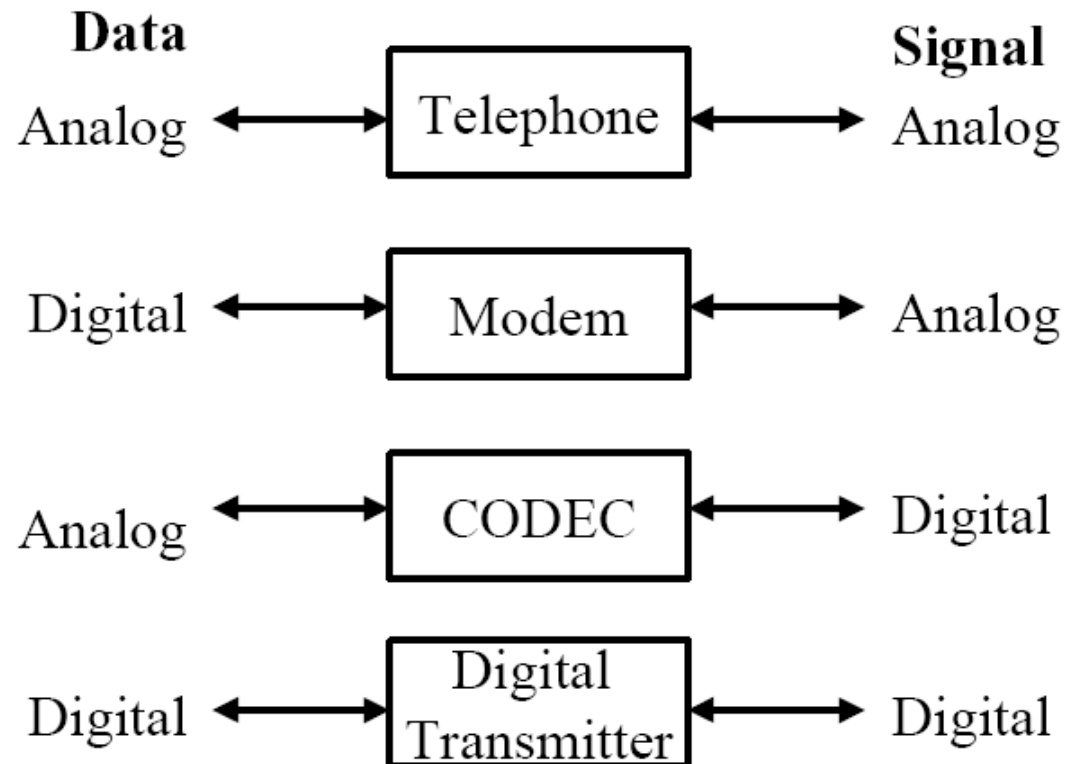 Data
Signal
Analog
Telephone
Analog
Digital
Modem
Analog
Analog
CODEC
Digital
Digital
Digital
Transmitter
Digital